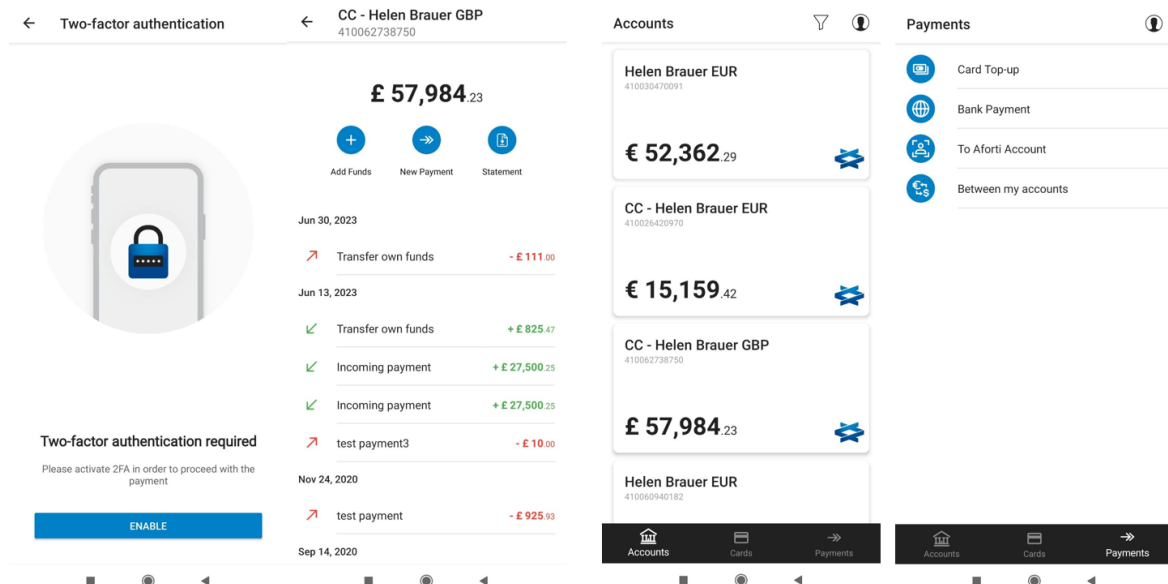 Two-factor authentication
Two-factor authentication required
Please activate 2FA in order to proceed with the
payment
ENABLE
CC - Helen Brauer GBP
410062738750
£ 57,984.23
Add Funds
New Payment
Statement
Jun 30, 2023
Transfer own funds - £ 111.00
Jun 13, 2023
Transfer own funds + £ 825.47
Incoming payment + £ 27,500.25
Incoming payment + £ 27,500.25
test payment3 - £ 10.00
Nov 24, 2020
test payment - £ 925.93
Sep 14, 2020
Accounts
Helen Brauer EUR
410030470091
€ 52,362.29
CC - Helen Brauer EUR
410026420970
€ 15,159.42
CC - Helen Brauer GBP
410062738750
£ 57,984.23
Helen Brauer EUR
410060940182
Accounts
Cards
Payments
Payments
Card Top-up
Bank Payment
To Aforti Account
Between my accounts
Accounts
Cards
Payments